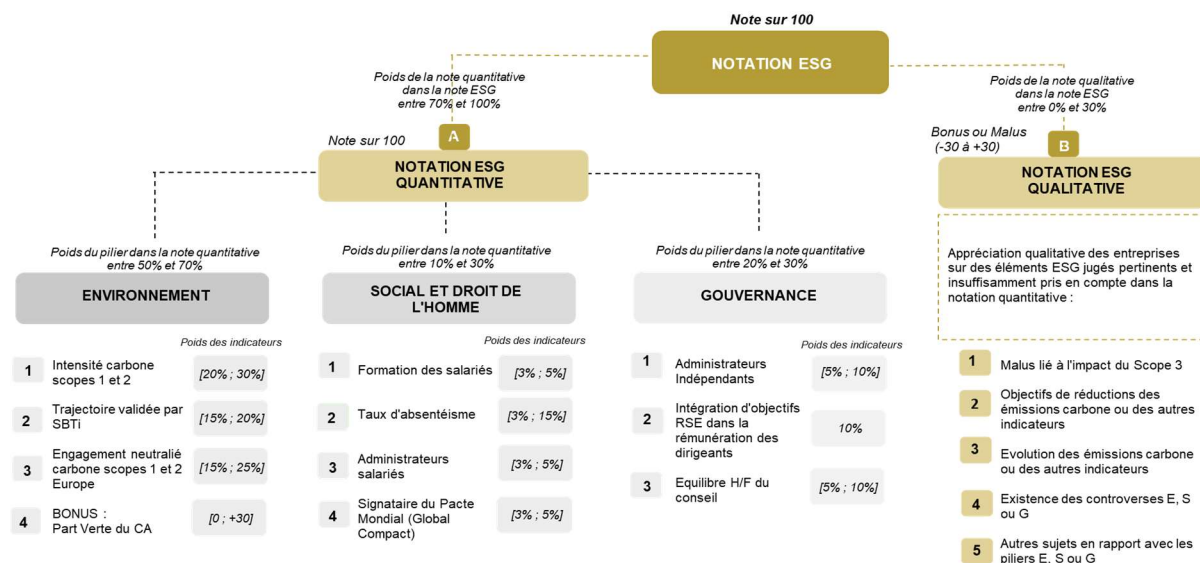 Note sur 100
NOTATION ESG
Poids de la note quantitative
dans la note ESG
entre 70% et 100%
Poids de la note qualitative
dans la note ESG
entre 0% et 30%
Note sur 100
A
NOTATION ESG
QUANTITATIVE
Bonus ou Malus
(-30 à +30)
B
NOTATION ESG
QUALITATIVE
Poids du pilier dans la note quantitative
entre 50% et 70%
ENVIRONNEMENT
Poids des indicateurs
1
Intensité carbone
scopes 1 et 2
[20% ; 30%]
2
Trajectoire validée par
SBTi
[15% ; 20%]
3
Engagement neutralié
carbone scopes 1 et 2
Europe
[15% ; 25%]
4
BONUS :
Part Verte du CA
[0 ; +30]
Poids du pilier dans la note quantitative
entre 10% et 30%
SOCIAL ET DROIT DE
L'HOMME
Poids des indicateurs
1
Formation des salariés
[3% ; 5%]
2
Taux d'absentéisme
[3% ; 15%]
3
Administrateurs
salariés
[3% ; 5%]
4
Signataire du Pacte
Mondial (Global
Compact)
[3% ; 5%]
Poids du pilier dans la note quantitative
entre 20% et 30%
GOUVERNANCE
Poids des indicateurs
1
Administrateurs
Indépendants
[5% ; 10%]
2
Intégration d'objectifs
RSE dans la
rémunération des
dirigeants
10%
3
Equilibre H/F du
conseil
[5% ; 10%]
Appréciation qualitative des entreprises
sur des éléments ESG jugés pertinents et
insuffisamment pris en compte dans la
notation quantitative :
1
Malus lié à l'impact du Scope 3
2
Objectifs de réductions des
émissions carbone ou des autres
indicateurs
3
Evolution des émissions carbone
ou des autres indicateurs
4
Existence des controverses E, S
ou G
5
Autres sujets en rapport avec les
piliers E, S ou G